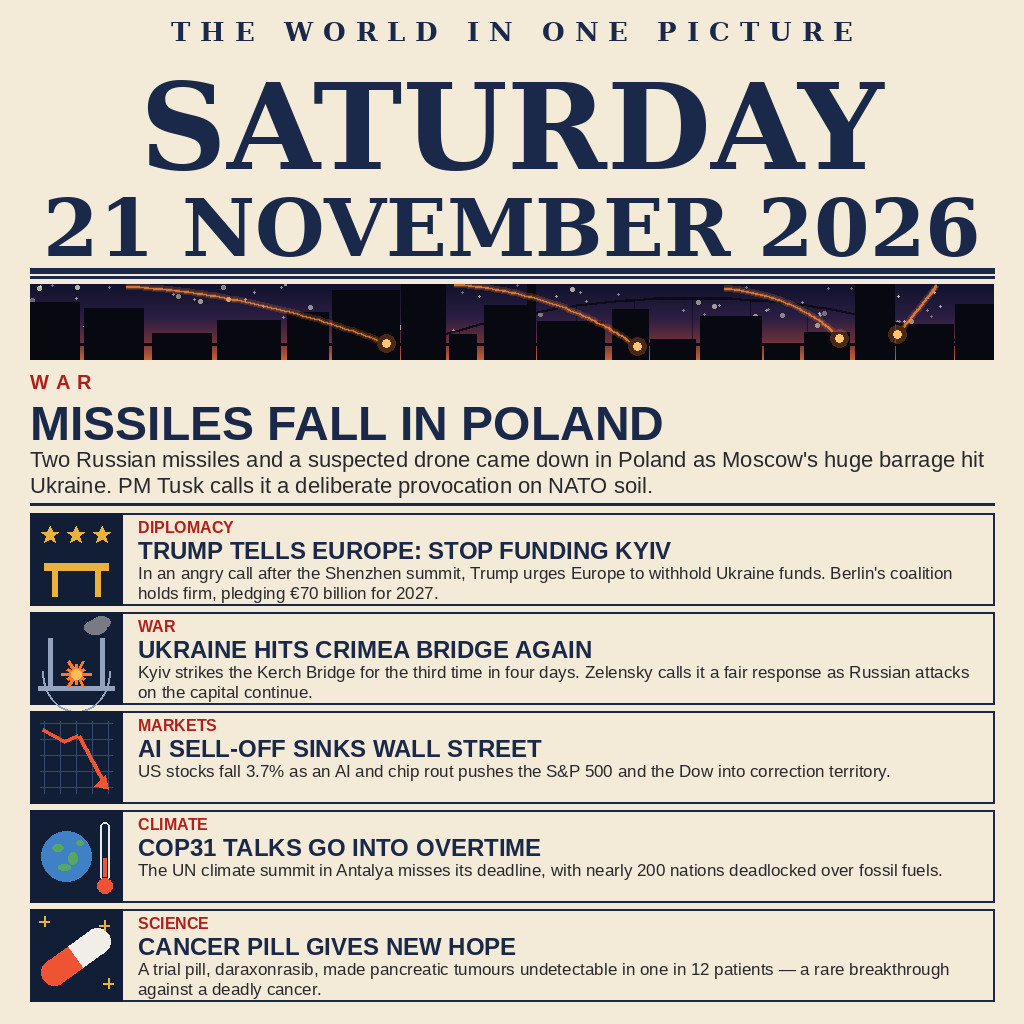 THE WORLD IN ONE PICTURE
SATURDAY
21 NOVEMBER 2026
WAR
MISSILES FALL IN POLAND
Two Russian missiles and a suspected drone came down in Poland as Moscow's huge barrage hit
Ukraine. PM Tusk calls it a deliberate provocation on NATO soil.
DIPLOMACY
TRUMP TELLS EUROPE: STOP FUNDING KYIV
In an angry call after the Shenzhen summit, Trump urges Europe to withhold Ukraine funds. Berlin's coalition
holds firm, pledging €70 billion for 2027.
WAR
UKRAINE HITS CRIMEA BRIDGE AGAIN
Kyiv strikes the Kerch Bridge for the third time in four days. Zelensky calls it a fair response as Russian attacks
on the capital continue.
MARKETS
AI SELL-OFF SINKS WALL STREET
US stocks fall 3.7% as an AI and chip rout pushes the S&P 500 and the Dow into correction territory.
CLIMATE
COP31 TALKS GO INTO OVERTIME
The UN climate summit in Antalya misses its deadline, with nearly 200 nations deadlocked over fossil fuels.
SCIENCE
CANCER PILL GIVES NEW HOPE
A trial pill, daraxonrasib, made pancreatic tumours undetectable in one in 12 patients — a rare breakthrough
against a deadly cancer.